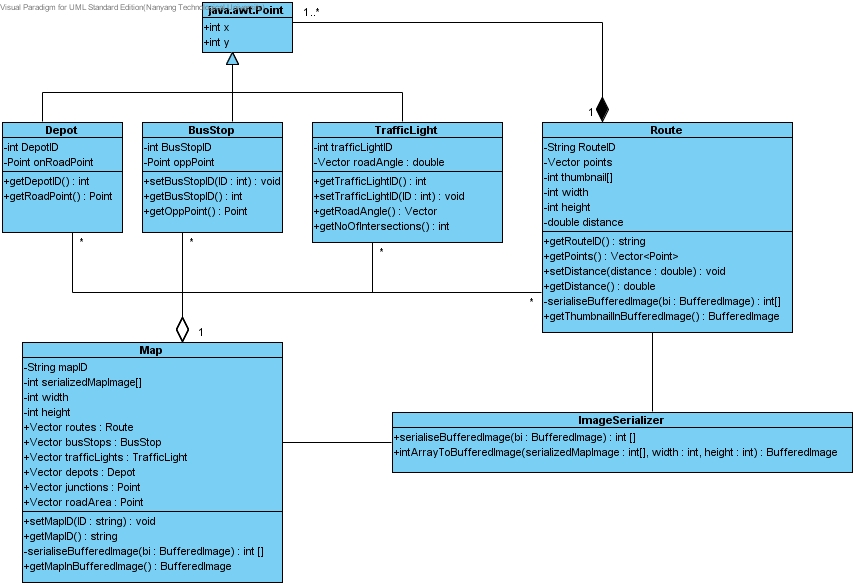 Visual Paradigm for UML Standard Edition(Nanyang
java.awt.Point
+int x
+int y
1..*
1
Depot
-int DepotID
-Point onRoadPoint
+getDepotID() : int
+getRoadPoint() : Point
*
BusStop
-int BusStopID
-Point oppPoint
+setBusStopID(ID : int) : void
+getBusStopID() : int
+getOppPoint() : Point
*
TrafficLight
-int trafficLightID
-Vector roadAngle : double
+getTrafficLightID() : int
+setTrafficLightID(ID : int) : void
+getRoadAngle() : Vector
+getNoOfIntersections() : int
*
Route
-String RouteID
-Vector points
-int thumbnail[]
-int width
-int height
-double distance
+getRouteID() : string
+getPoints() : Vector<Point>
+setDistance(distance : double) : void
+getDistance() : double
-serialiseBufferedImage(bi : BufferedImage) : int[]
+getThumbnailInBufferedImage() : BufferedImage
*
1
Map
-String mapID
-int serializedMapImage[]
-int width
-int height
+Vector routes : Route
+Vector busStops : BusStop
+Vector trafficLights : TrafficLight
+Vector depots : Depot
+Vector junctions : Point
+Vector roadArea : Point
+setMapID(ID : string) : void
+getMapID() : string
-serialiseBufferedImage(bi : BufferedImage) : int []
+getMapInBufferedImage() : BufferedImage
ImageSerializer
+serialiseBufferedImage(bi : BufferedImage) : int []
+intArrayToBufferedImage(serializedMapImage : int[], width : int, height : int) : BufferedImage